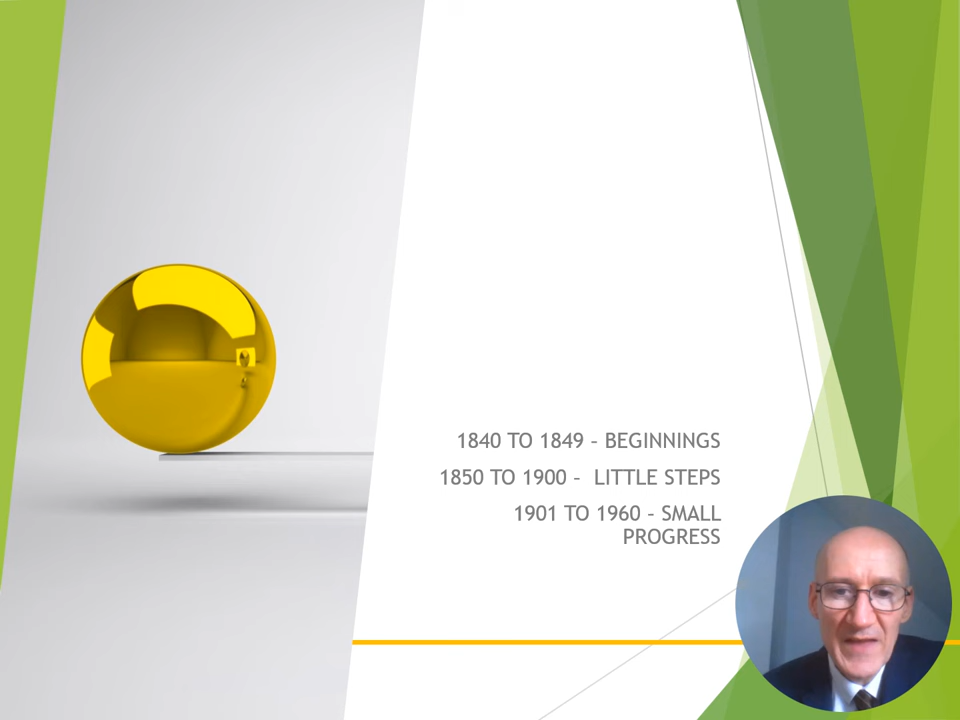 1840 TO 1849 – BEGINNINGS
1850 TO 1900 –  LITTLE STEPS
1901 TO 1960 – SMALL
PROGRESS